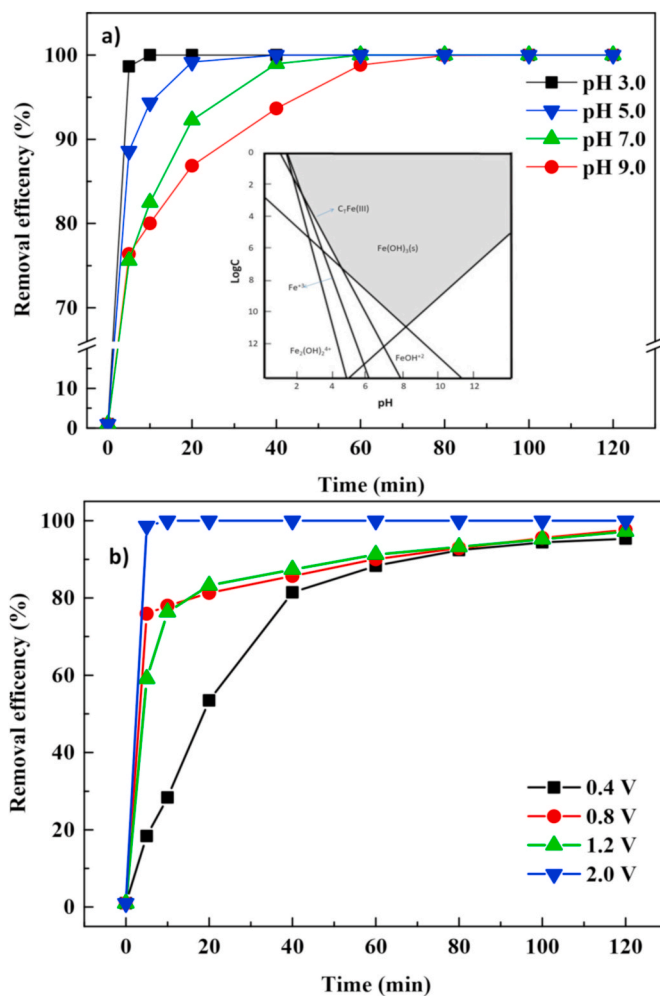 a)
Removal efficency (%)
100
90
80
70
10
0
pH 3.0
pH 5.0
pH 7.0
pH 9.0
LogC
0
2
4
6
8
10
12
CTFe(III)
Fe(OH)3(s)
Fe+3
Fe2(OH)2 4+
FeOH+2
2 4 6 8 10 12
pH
0 20 40 60 80 100 120
Time (min)
b)
Removal efficency (%)
100
80
60
40
20
0
0.4 V
0.8 V
1.2 V
2.0 V
0 20 40 60 80 100 120
Time (min)